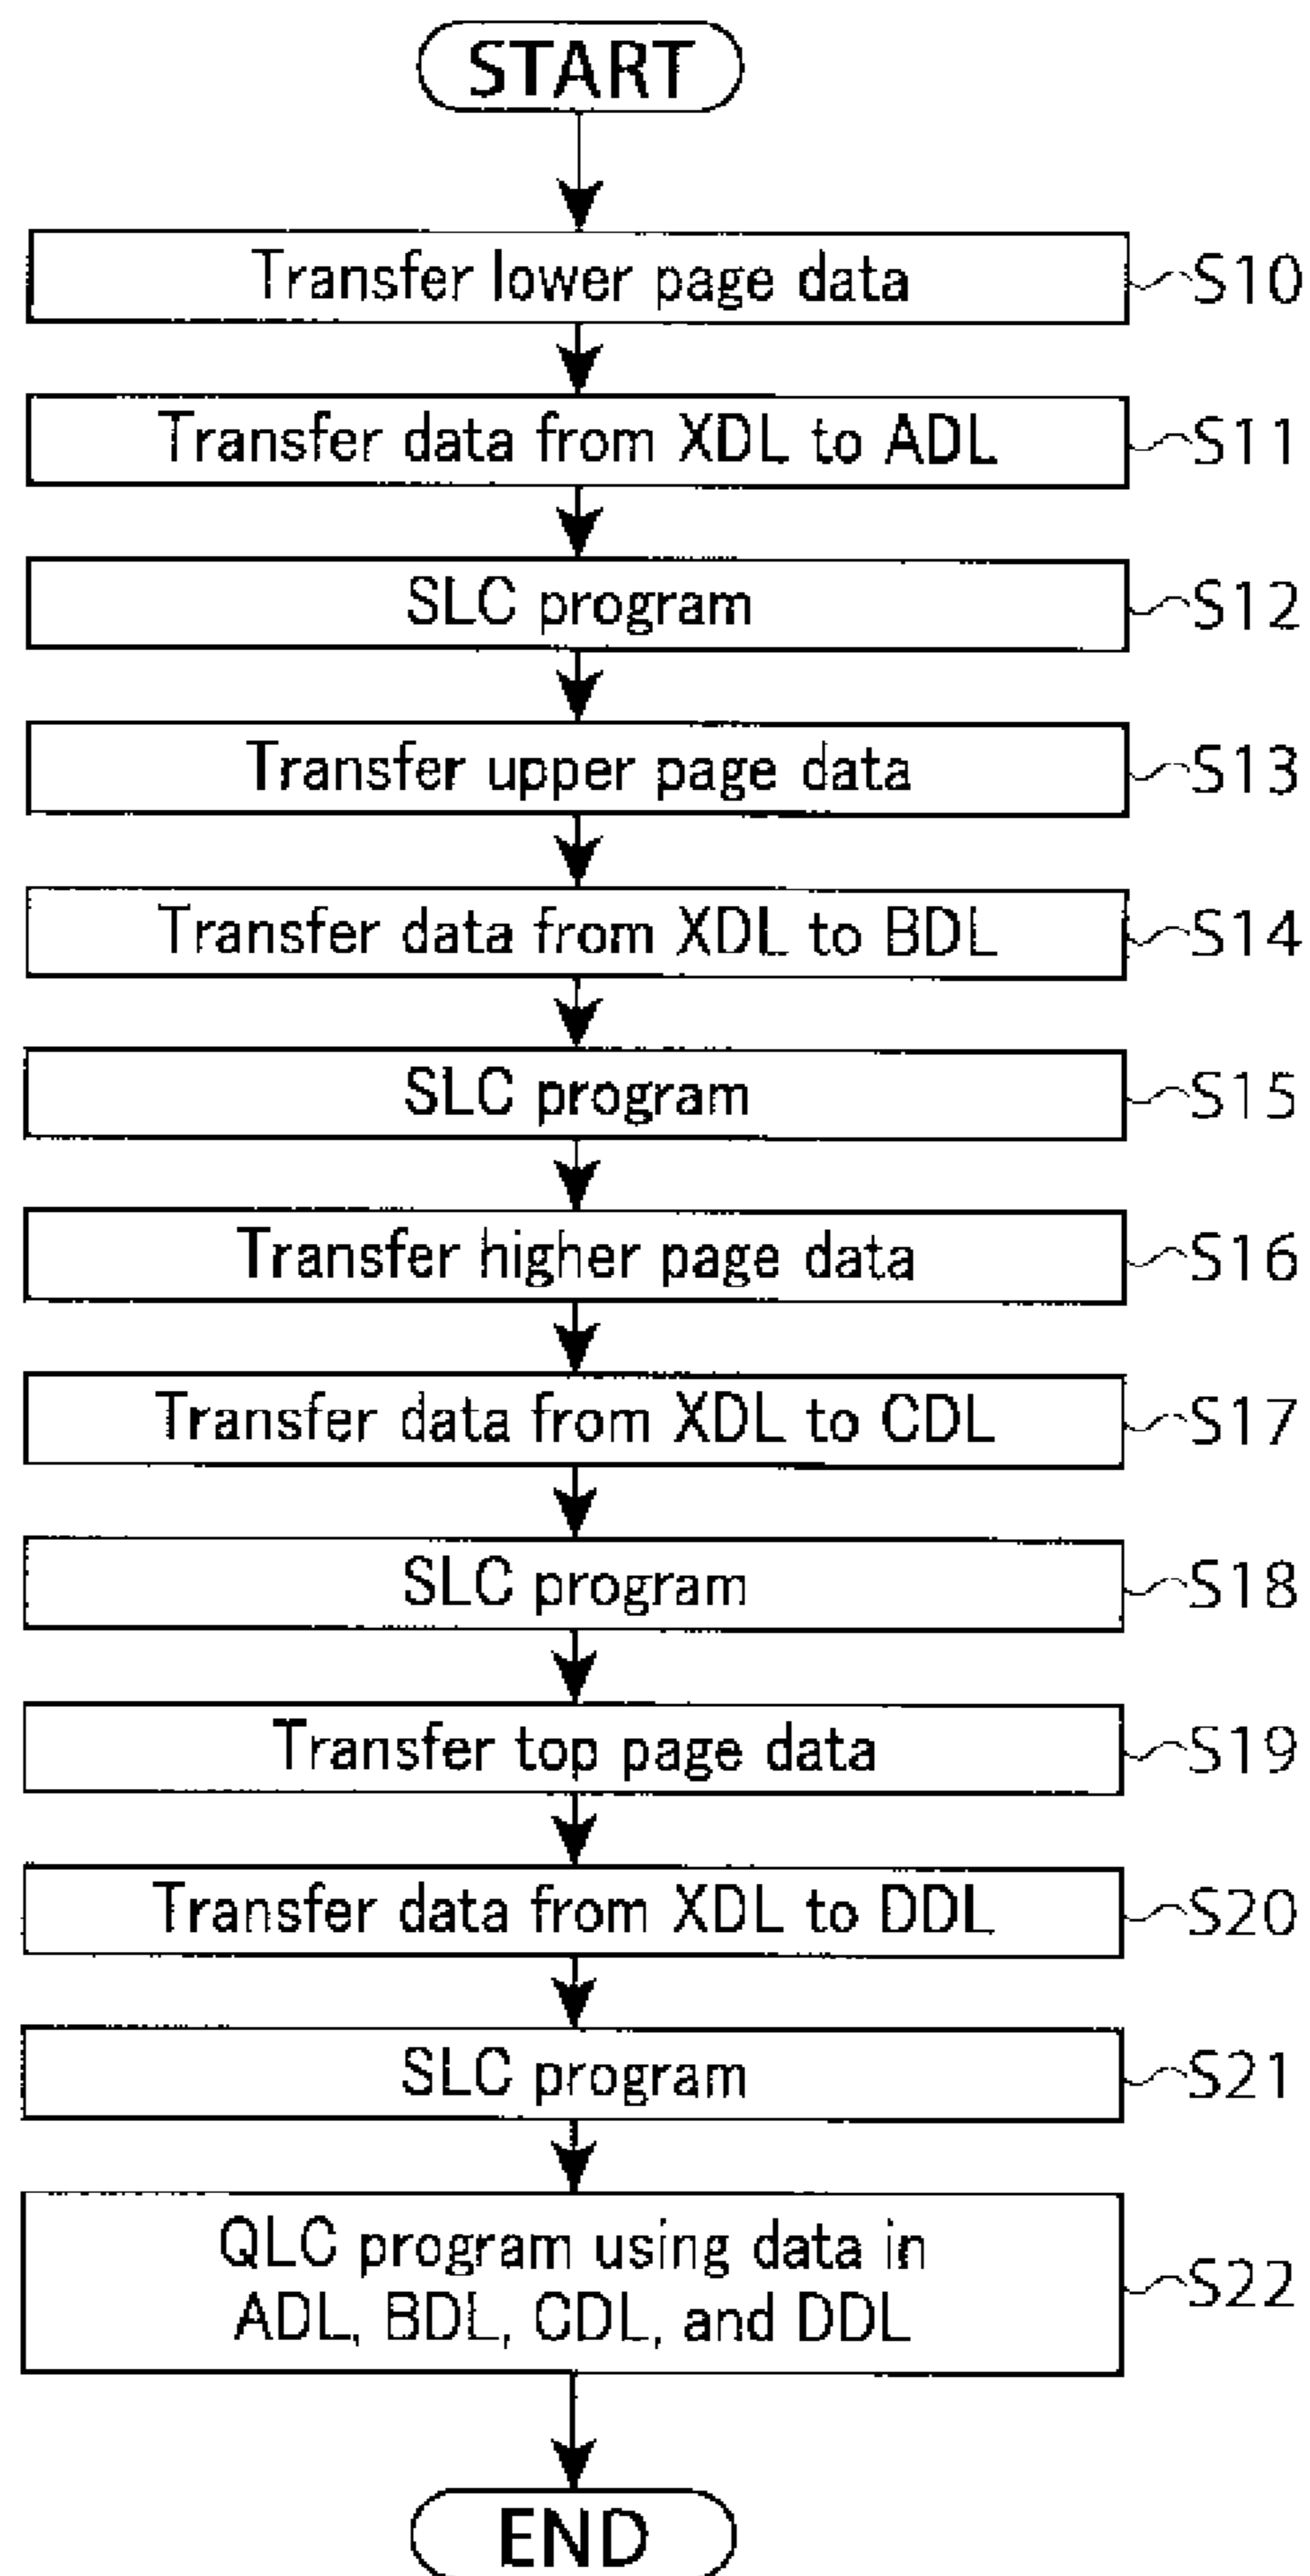 START
Transfer lower page data
S10
Transfer data from XDL to ADL
S11
SLC program
S12
Transfer upper page data
S13
Transfer data from XDL to BDL
S14
SLC program
S15
Transfer higher page data
S16
Transfer data from XDL to CDL
S17
SLC program
S18
Transfer top page data
S19
Transfer data from XDL to DDL
S20
SLC program
S21
QLC program using data in
ADL, BDL, CDL, and DDL
S22
END